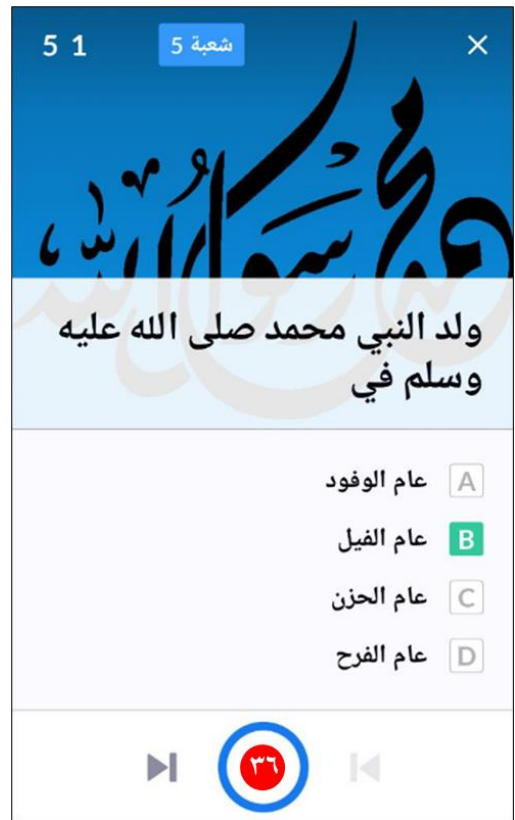 5 1
شعبة 5
×
محمد رسول الله
ولد النبي محمد صلى الله عليه
وسلم في
A عام الوفود
B عام الفيل
C عام الحزن
D عام الفرح
٣٦